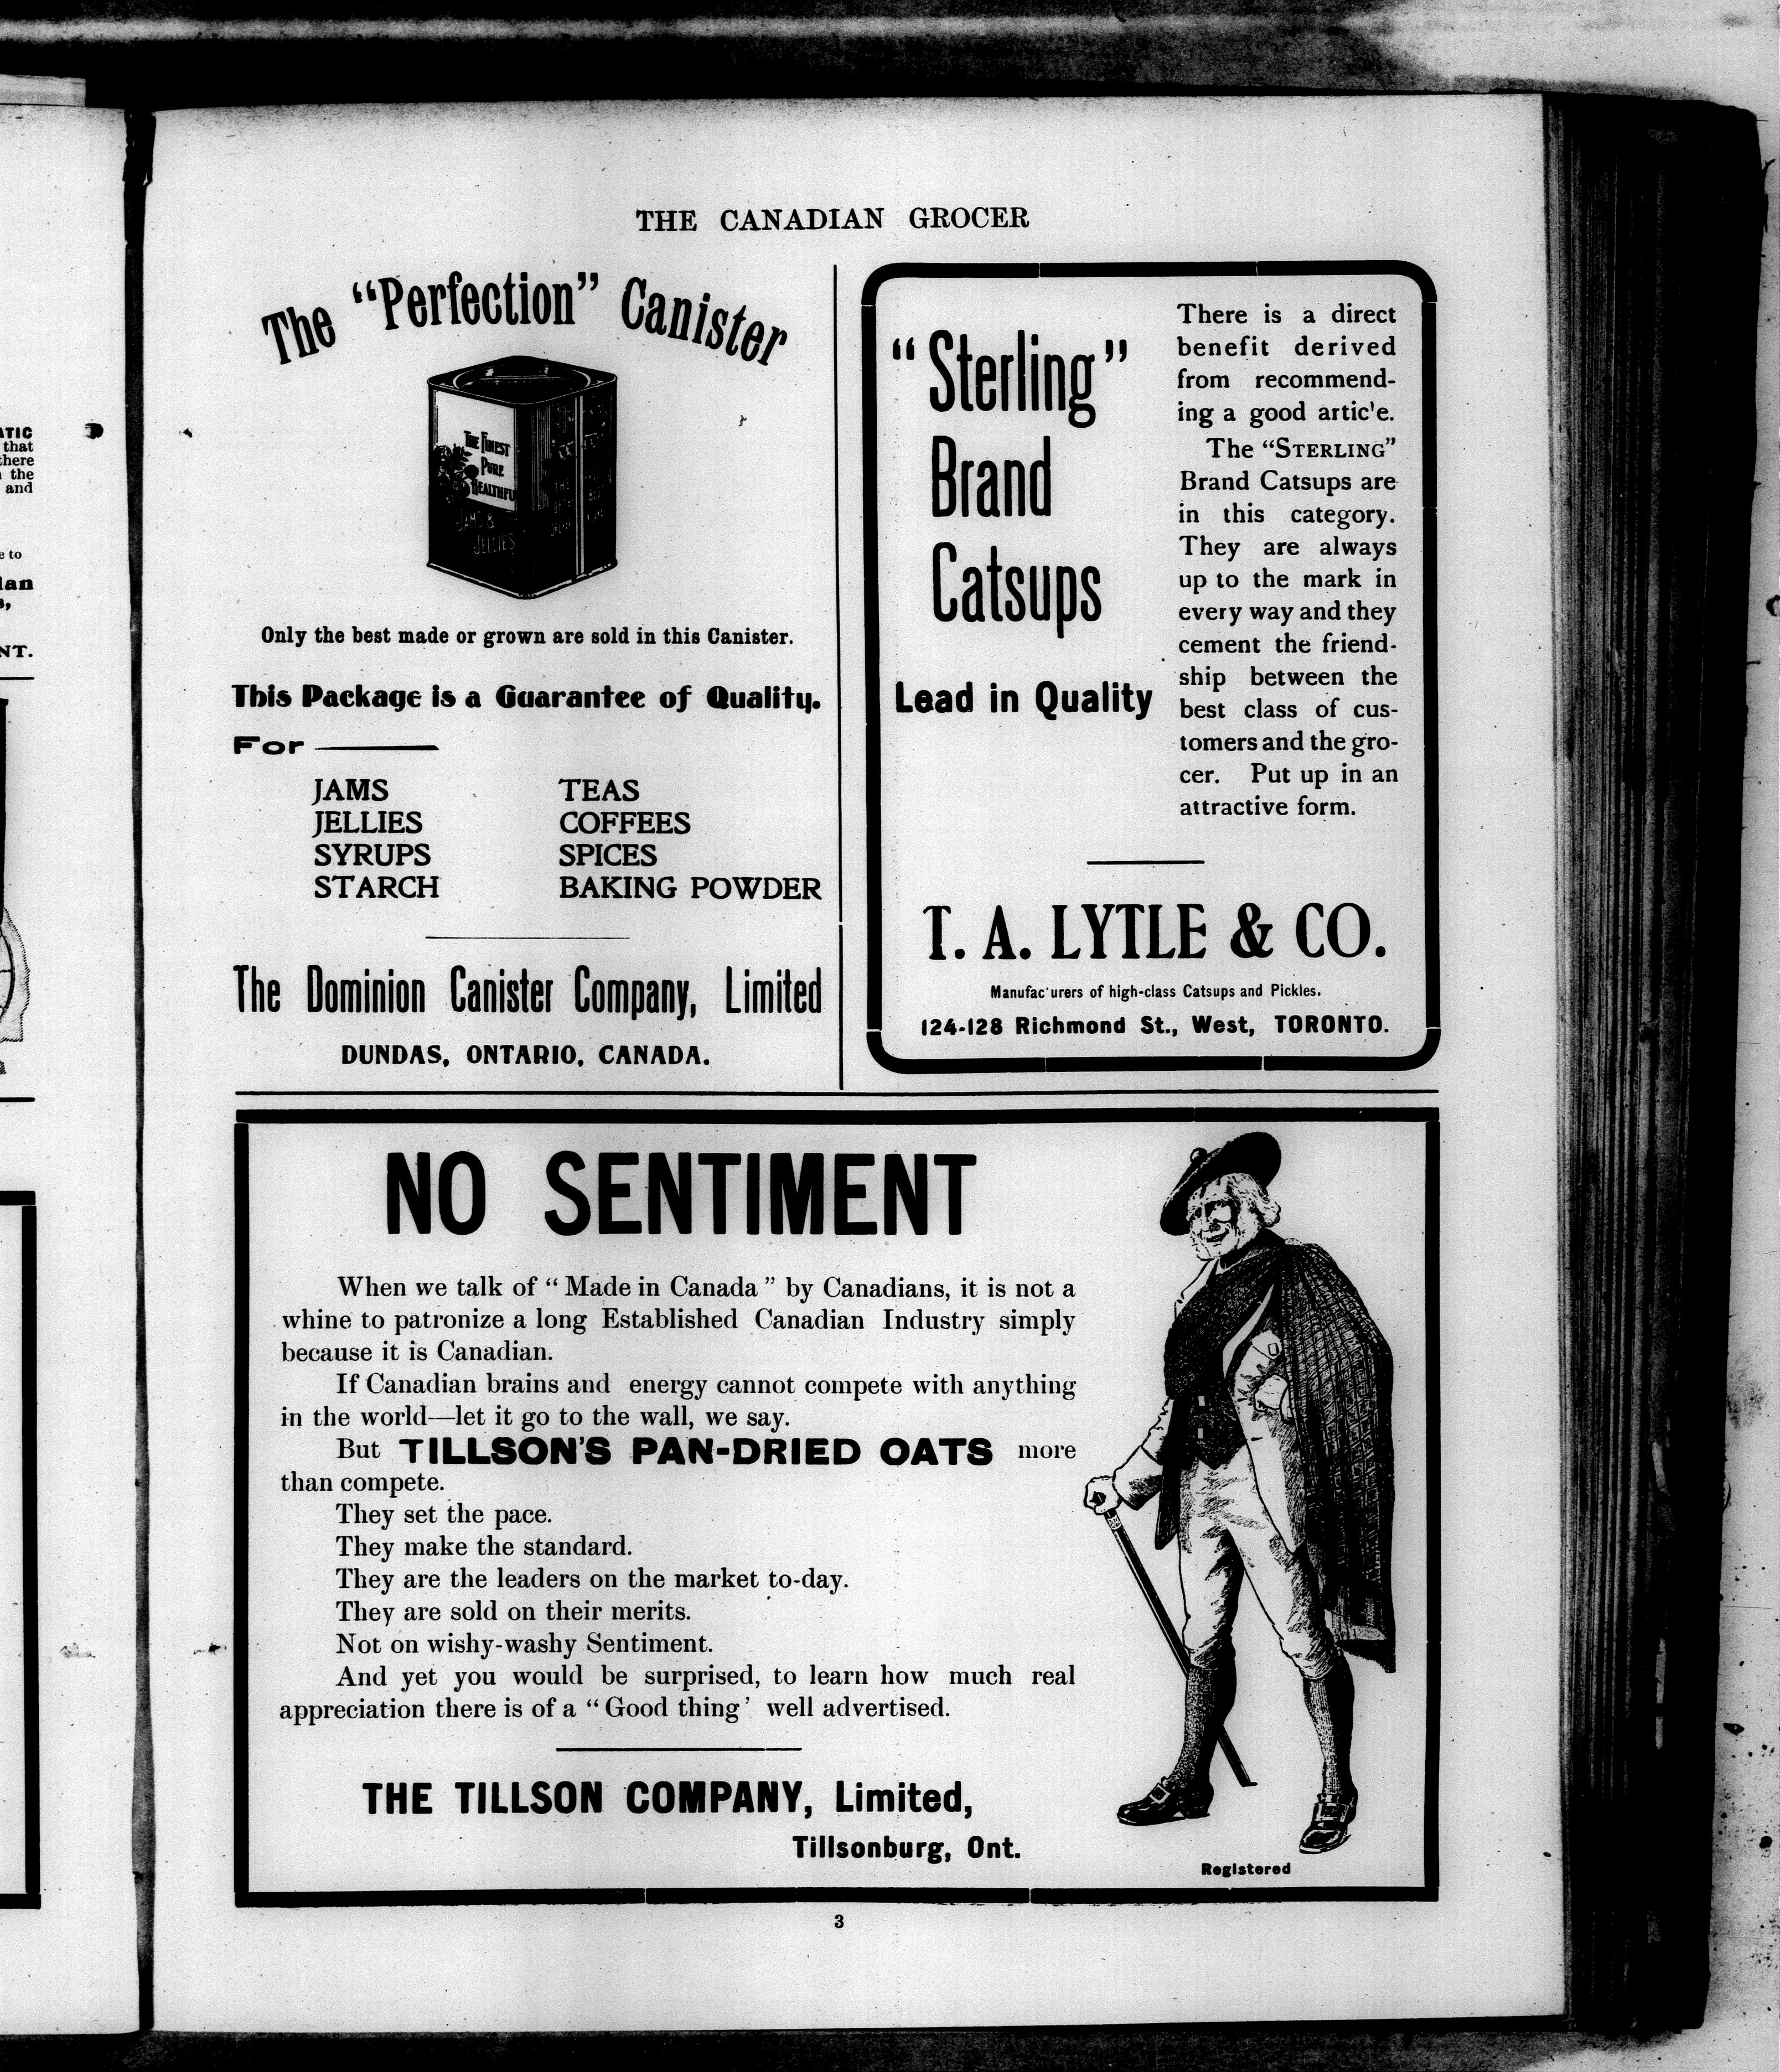 THE CANADIAN GROCER
The "Perfection" Canister
THE FINEST
PURE
HEALTHFUL
JAMS &
JELLIES
Only the best made or grown are sold in this Canister.
This Package is a Guarantee of Quality.
For
JAMS TEAS
JELLIES COFFEES
SYRUPS SPICES
STARCH BAKING POWDER
The Dominion Canister Company, Limited
DUNDAS, ONTARIO, CANADA.
"Sterling"
Brand
Catsups
Lead in Quality
There is a direct
benefit derived
from recommend-
ing a good artic'e.
The "STERLING"
Brand Catsups are
in this category.
They are always
up to the mark in
every way and they
cement the friend-
ship between the
best class of cus-
tomers and the gro-
cer. Put up in an
attractive form.
T. A. LYTLE & CO.
Manufac'urers of high-class Catsups and Pickles.
124-128 Richmond St., West, TORONTO.
NO SENTIMENT
When we talk of "Made in Canada" by Canadians, it is not a
whine to patronize a long Established Canadian Industry simply
because it is Canadian.
If Canadian brains and energy cannot compete with anything
in the world—let it go to the wall, we say.
But TILLSON'S PAN-DRIED OATS more
than compete.
They set the pace.
They make the standard.
They are the leaders on the market to-day.
They are sold on their merits.
Not on wishy-washy Sentiment.
And yet you would be surprised, to learn how much real
appreciation there is of a "Good thing' well advertised.
THE TILLSON COMPANY, Limited,
Tillsonburg, Ont.
Registered
3
that
the
and
to